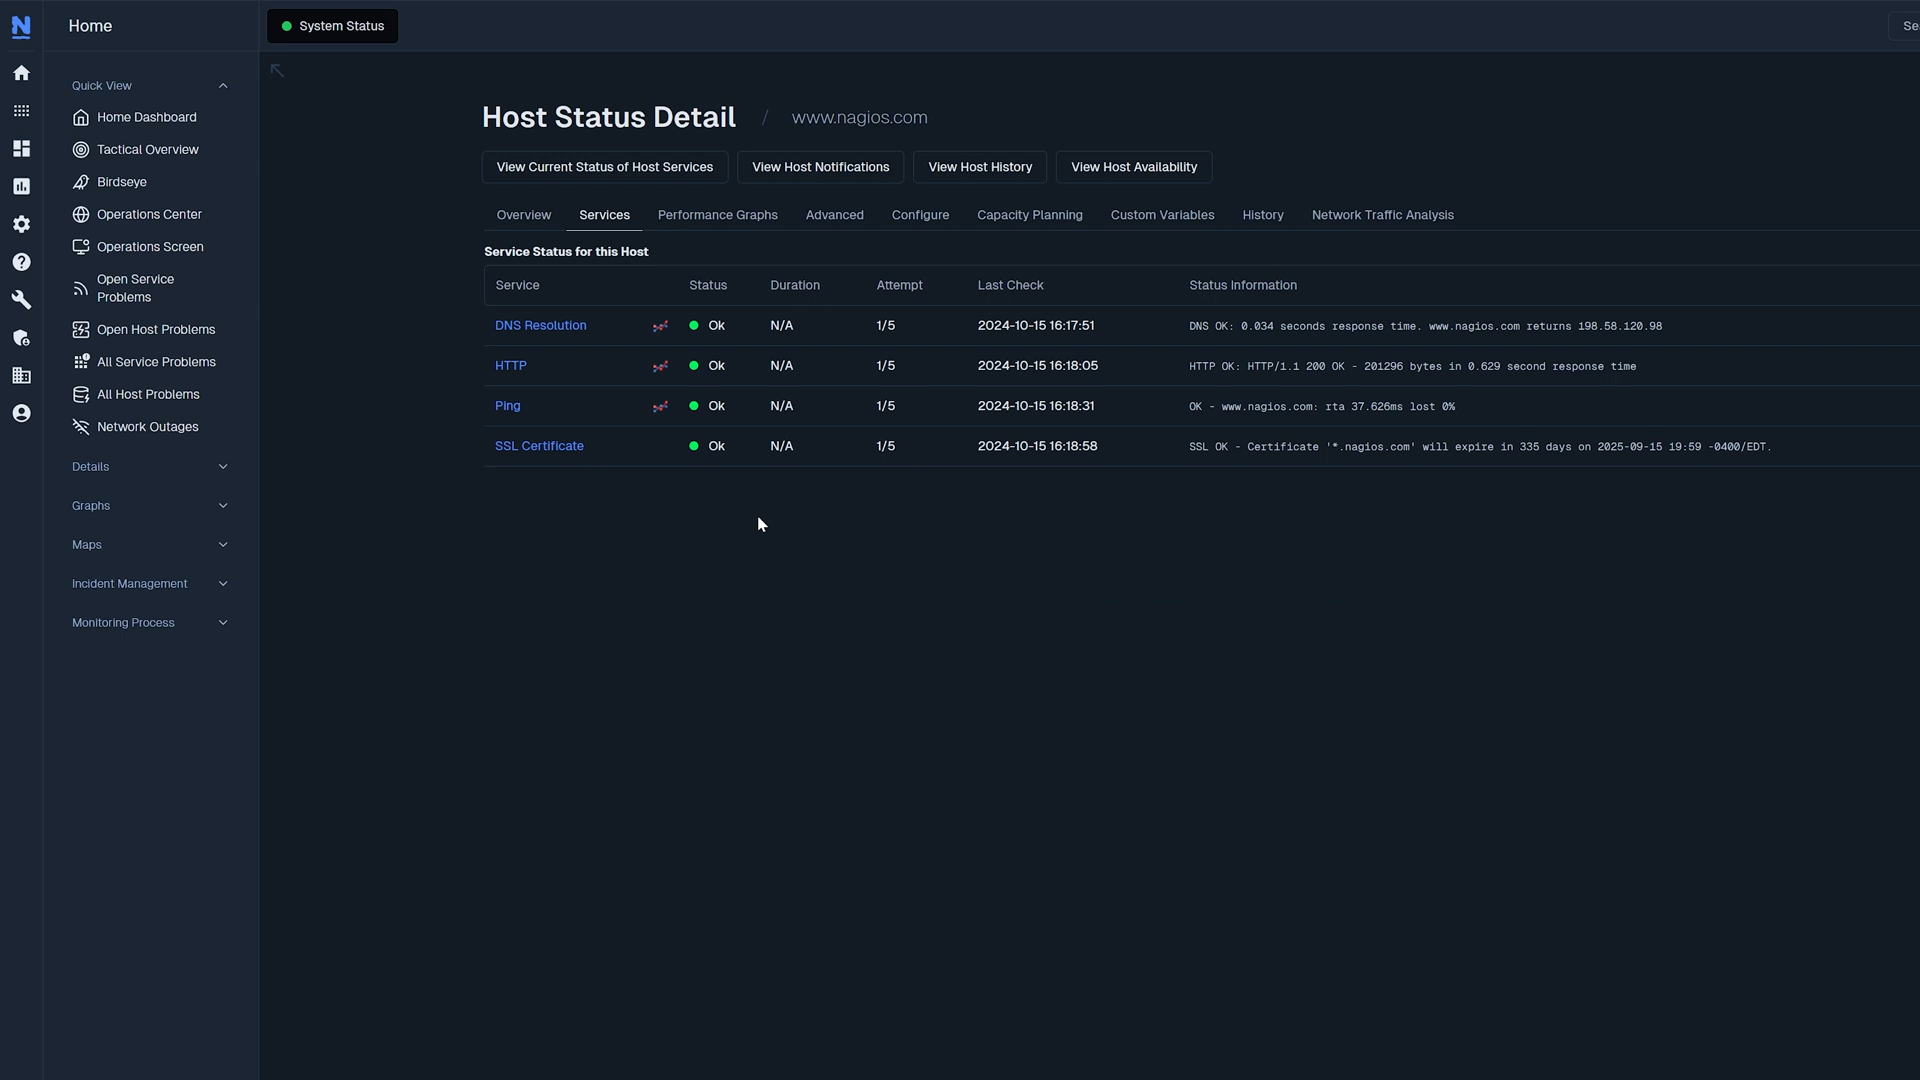 Home
System Status
Se
Quick View
Home Dashboard
Tactical Overview
Birdseye
Operations Center
Operations Screen
Open Service
Problems
Open Host Problems
All Service Problems
All Host Problems
Network Outages
Details
Graphs
Maps
Incident Management
Monitoring Process
Host Status Detail / www.nagios.com
View Current Status of Host Services View Host Notifications View Host History View Host Availability
Overview Services Performance Graphs Advanced Configure Capacity Planning Custom Variables History Network Traffic Analysis
Service Status for this Host
Service Status Duration Attempt Last Check Status Information
DNS Resolution Ok N/A 1/5 2024-10-15 16:17:51 DNS OK: 0.034 seconds response time. www.nagios.com returns 198.58.120.98
HTTP Ok N/A 1/5 2024-10-15 16:18:05 HTTP OK: HTTP/1.1 200 OK - 201296 bytes in 0.629 second response time
Ping Ok N/A 1/5 2024-10-15 16:18:31 OK - www.nagios.com: rta 37.626ms lost 0%
SSL Certificate Ok N/A 1/5 2024-10-15 16:18:58 SSL OK - Certificate '*.nagios.com' will expire in 335 days on 2025-09-15 19:59 -0400/EDT.